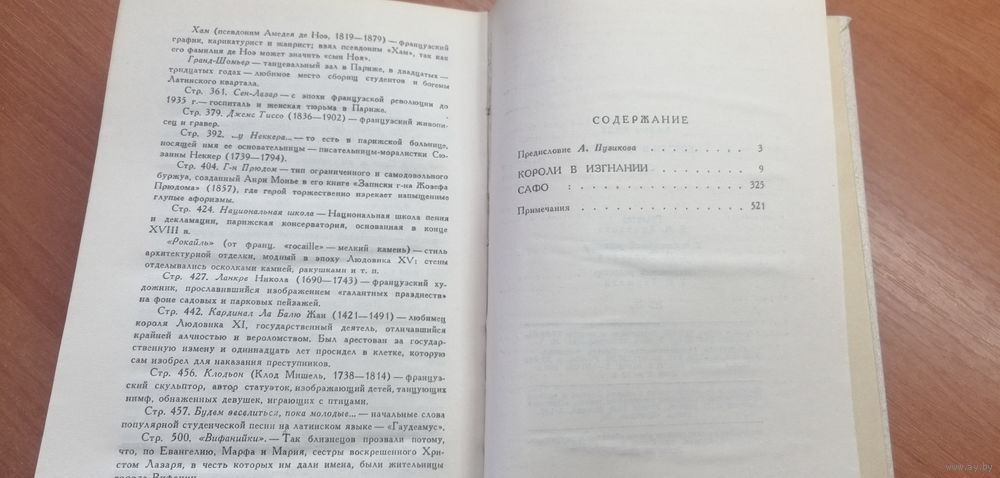 Хам (псевдоним Амедея де Ноэ, 1819—1879) — французский
график, карикатурист и жанрист; взял псевдоним «Хам», так как
его фамилия де Ноэ может значить «сын Ноя».
Гранд-Шомьер — танцевальный зал в Париже, в двадцатых —
тридцатых годах — любимое место сборищ студентов и богемы
Латинского квартала.
Стр. 361. Сен-Лазар — с эпохи французской революции до
1935 г. — госпиталь и женская тюрьма в Париже.
Стр. 379. Джемс Тиссо (1836—1902) — французский живопи-
сец и гравер.
Стр. 392. ...у Неккера... — то есть в парижской больнице,
носящей имя ее основательницы — писательницы-моралистки Сю-
занны Неккер (1739—1794).
Стр. 404. Г-н Прюдом — тип ограниченного и самодовольного
буржуа, созданный Анри Монье в его книге «Записки г-на Жозефа
Прюдома» (1857), где герой торжественно изрекает напыщенные
глупые афоризмы.
Стр. 424. Национальная школа — Национальная школа пения
и декламации, парижская консерватория, основанная в конце
XVIII в.
«Рокайль» (от франц. «rocaille» — мелкий камень) — стиль
архитектурной отделки, модный в эпоху Людовика XV: стены
отделывались осколками камней, ракушками и т. п.
Стр. 427. Ланкре Никола (1690—1743) — французский ху-
дожник, прославившийся изображением «галантных празднеств»
на фоне садовых и парковых пейзажей.
Стр. 442. Кардинал Ла Балю Жан (1421—1491) — любимец
короля Людовика XI, государственный деятель, отличавшийся
крайней алчностью и вероломством. Был арестован за государ-
ственную измену и одиннадцать лет просидел в клетке, которую
сам изобрел для наказания преступников.
Стр. 456. Клодьон (Клод Мишель, 1738—1814) — француз-
ский скульптор, автор статуэток, изображающий детей, танцующих
нимф, обнаженных девушек, играющих с птицами.
Стр. 457. Будем веселиться, пока молодые... — начальные слова
популярной студенческой песни на латинском языке — «Гаудеамус».
Стр. 500. «Вифанийки». — Так близнецов прозвали потому,
что, по Евангелию, Марфа и Мария, сестры воскрешенного Хри-
стом Лазаря, в честь которых им дали имена, были жительницы
города Вифании.
СОДЕРЖАНИЕ
Предисловие А. Пузикова . . . . . . . . . . 3
КОРОЛИ В ИЗГНАНИИ . . . . . . . . . . 9
САФО : . . . . . . . . . . . . . 325
Примечания . . . . . . . . . . . . . 521
www.ay.by